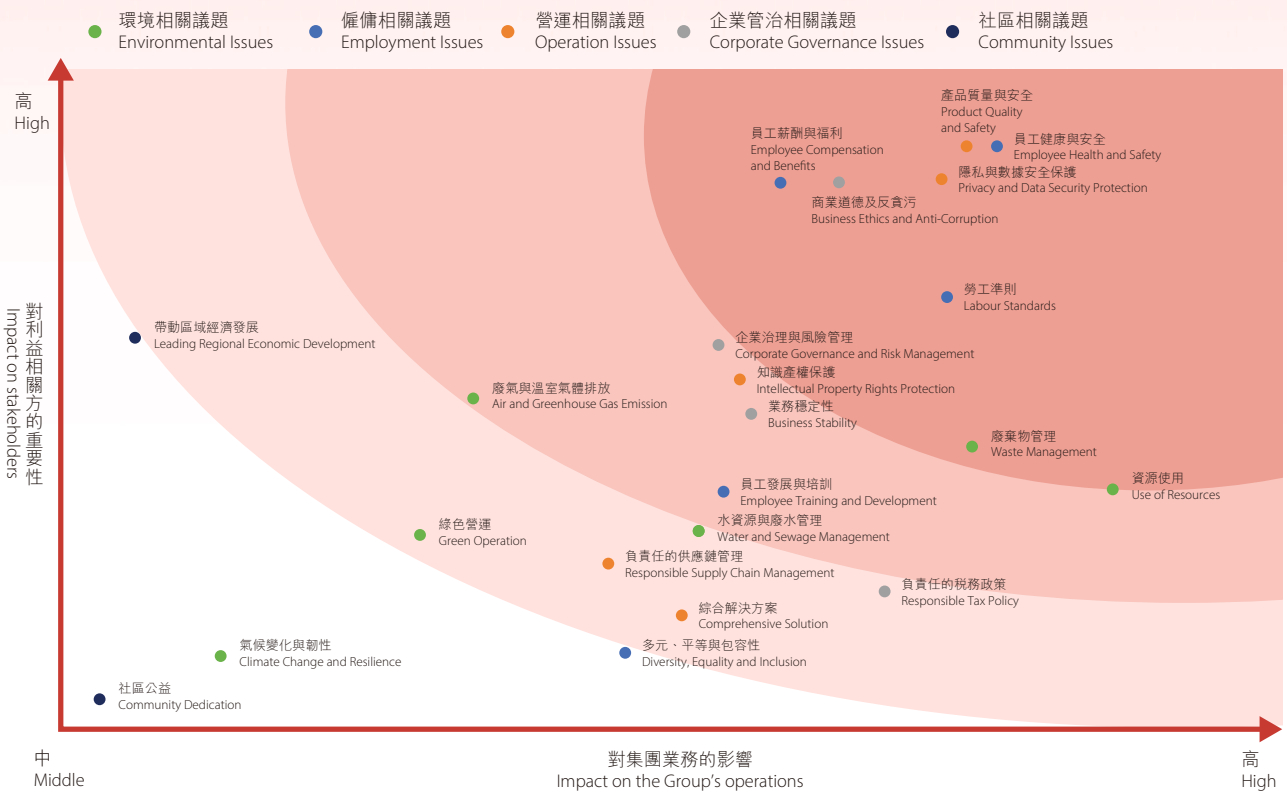 環境相關議題
Environmental Issues
僱傭相關議題
Employment Issues
營運相關議題
Operation Issues
企業管治相關議題
Corporate Governance Issues
社區相關議題
Community Issues
高
High
產品質量與安全
Product Quality
and Safety
員工健康與安全
Employee Health and Safety
員工薪酬與福利
Employee Compensation
and Benefits
隱私與數據安全保護
Privacy and Data Security Protection
商業道德及反貪污
Business Ethics and Anti-Corruption
勞工準則
Labour Standards
對利益相關方的重要性
Impact on stakeholders
帶動區域經濟發展
Leading Regional Economic Development
企業治理與風險管理
Corporate Governance and Risk Management
知識產權保護
Intellectual Property Rights Protection
廢氣與溫室氣體排放
Air and Greenhouse Gas Emission
業務穩定性
Business Stability
廢棄物管理
Waste Management
資源使用
Use of Resources
員工發展與培訓
Employee Training and Development
綠色營運
Green Operation
水資源與廢水管理
Water and Sewage Management
負責任的供應鏈管理
Responsible Supply Chain Management
負責任的税務政策
Responsible Tax Policy
綜合解決方案
Comprehensive Solution
氣候變化與韌性
Climate Change and Resilience
多元、平等與包容性
Diversity, Equality and Inclusion
社區公益
Community Dedication
中
Middle
對集團業務的影響
Impact on the Group's operations
高
High